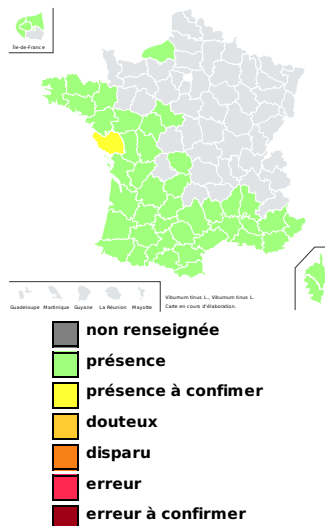 Île-de-France
Guadeloupe Martinique Guyane La Réunion Mayotte
Viburnum tinus L., Viburnum tinus L.
Carte en cours d'élaboration.
non renseignée
présence
présence à confimer
douteux
disparu
erreur
erreur à confirmer